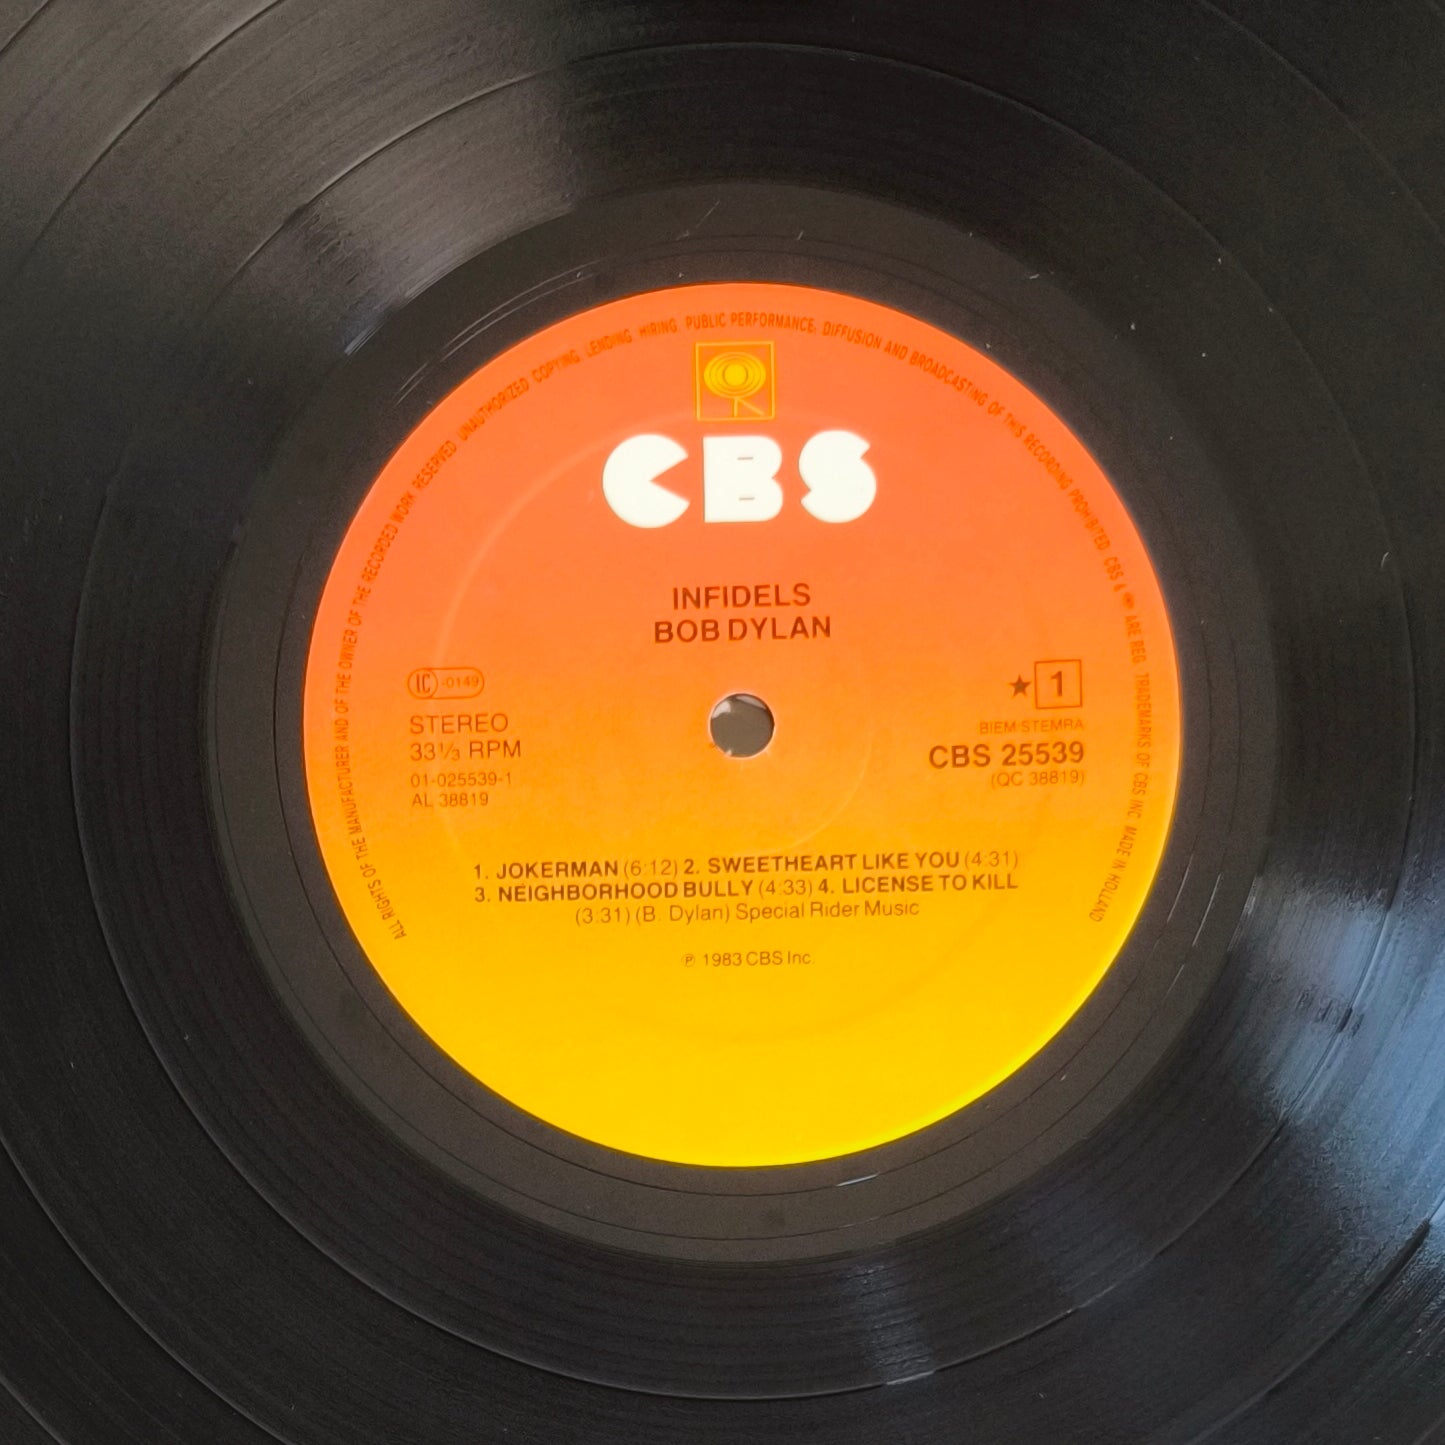 ALL RIGHTS OF THE MANUFACTURER AND OF THE OWNER OF THE RECORDED WORK RESERVED UNAUTHORIZED COPYING, LENDING, HIRING, PUBLIC PERFORMANCE, DIFFUSION AND BROADCASTING OF THIS RECORDING PROHIBITED CBS & ARE REG. TRADEMARKS OF CBS INC. MADE IN HOLLAND
CBS
INFIDELS
BOB DYLAN
IC -0149
STEREO
33⅓ RPM
01-025539-1
AL 38819
★ 1
BIEM-STEMRA
CBS 25539
(QC 38819)
1. JOKERMAN (6:12) 2. SWEETHEART LIKE YOU (4:31)
3. NEIGHBORHOOD BULLY (4:33) 4. LICENSE TO KILL
(3:31) (B. Dylan) Special Rider Music
℗ 1983 CBS Inc.